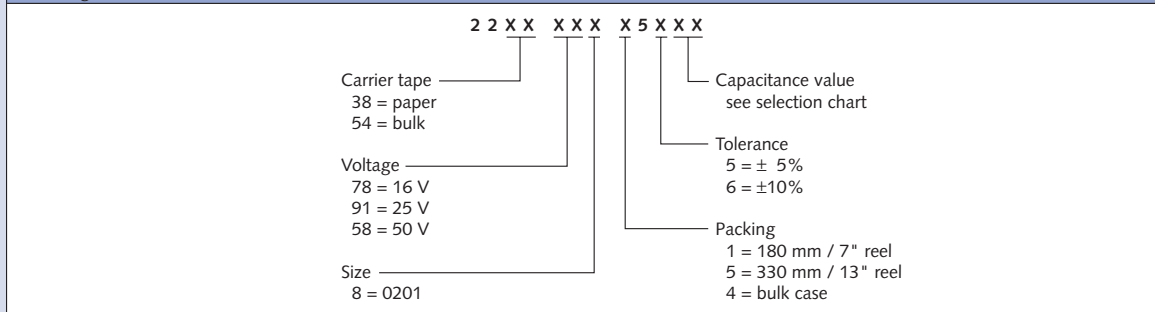 2 2 X X X X X X 5 X X X
Carrier tape
38 = paper
54 = bulk
Voltage
78 = 16 V
91 = 25 V
58 = 50 V
Size
8 = 0201
Capacitance value
see selection chart
Tolerance
5 = ± 5%
6 = ±10%
Packing
1 = 180 mm / 7" reel
5 = 330 mm / 13" reel
4 = bulk case